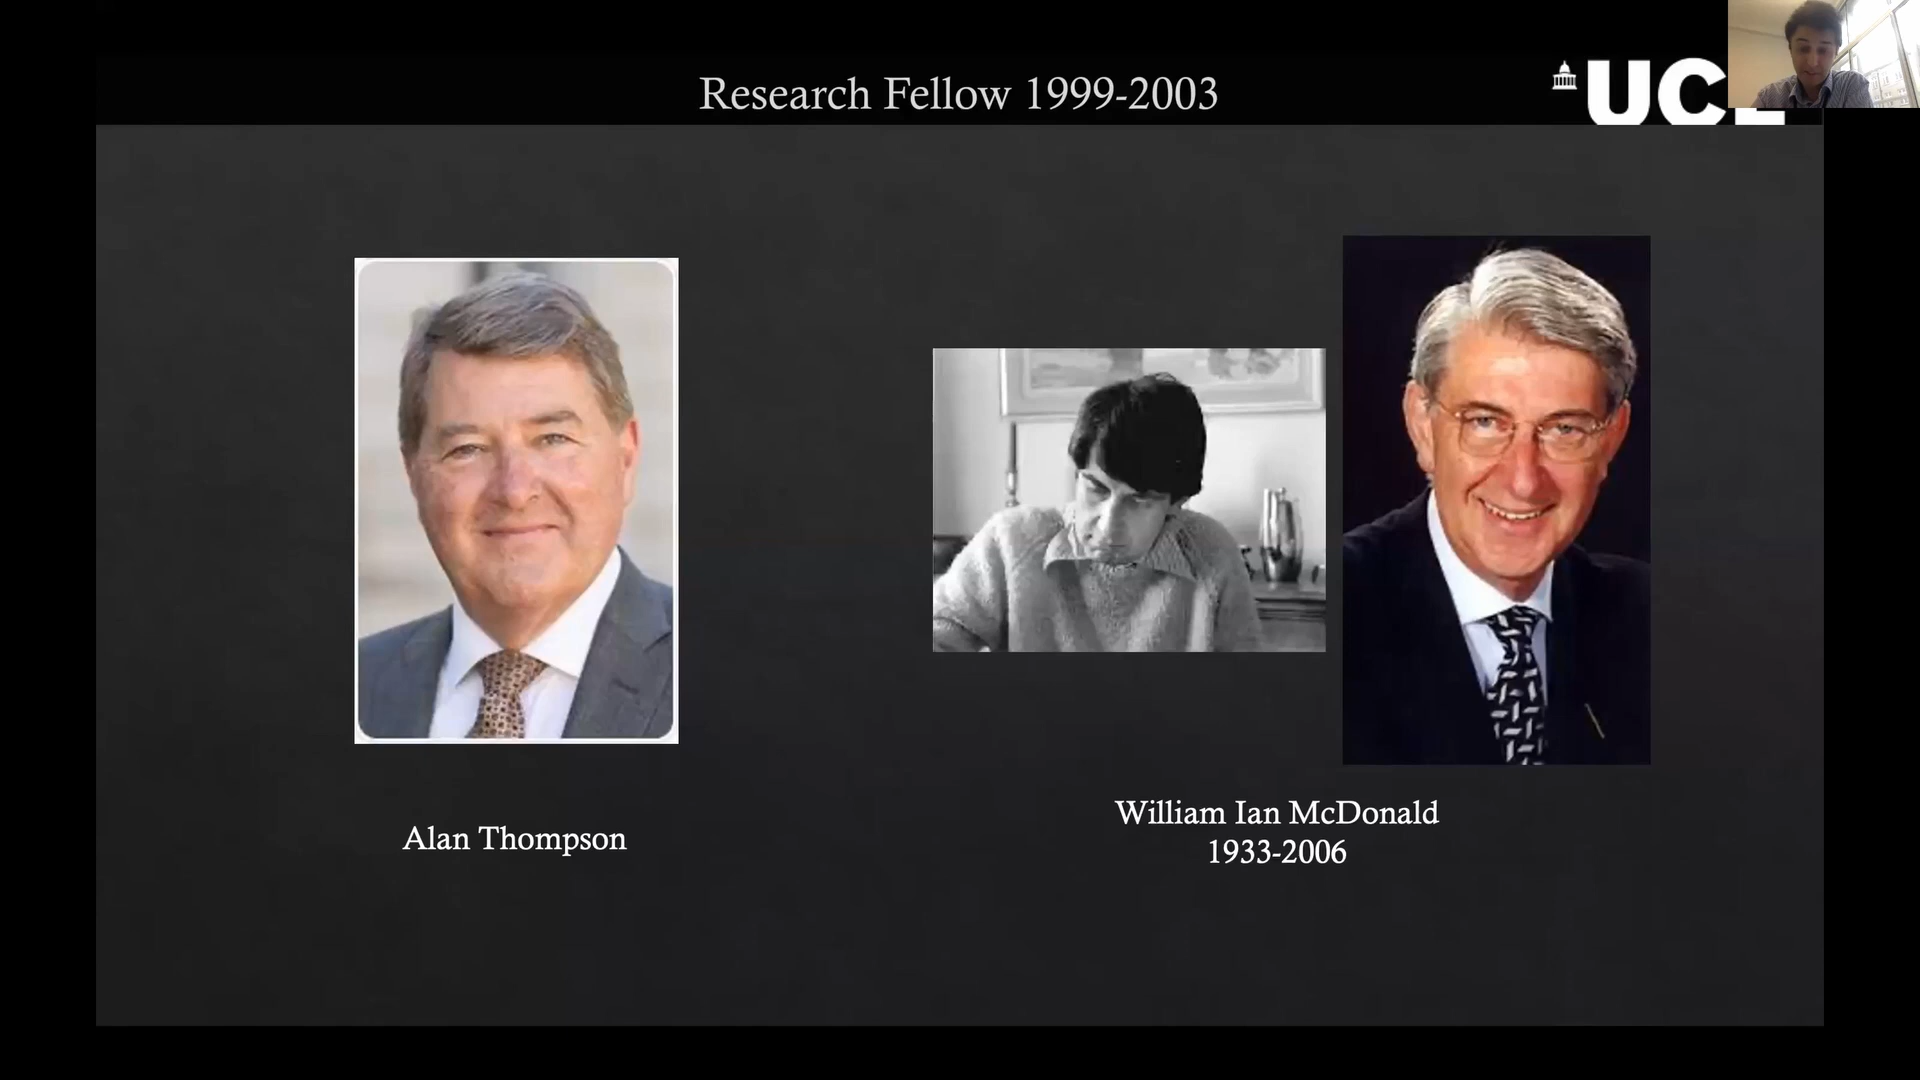 Research Fellow 1999-2003
UCL
Alan Thompson
William Ian McDonald
1933-2006